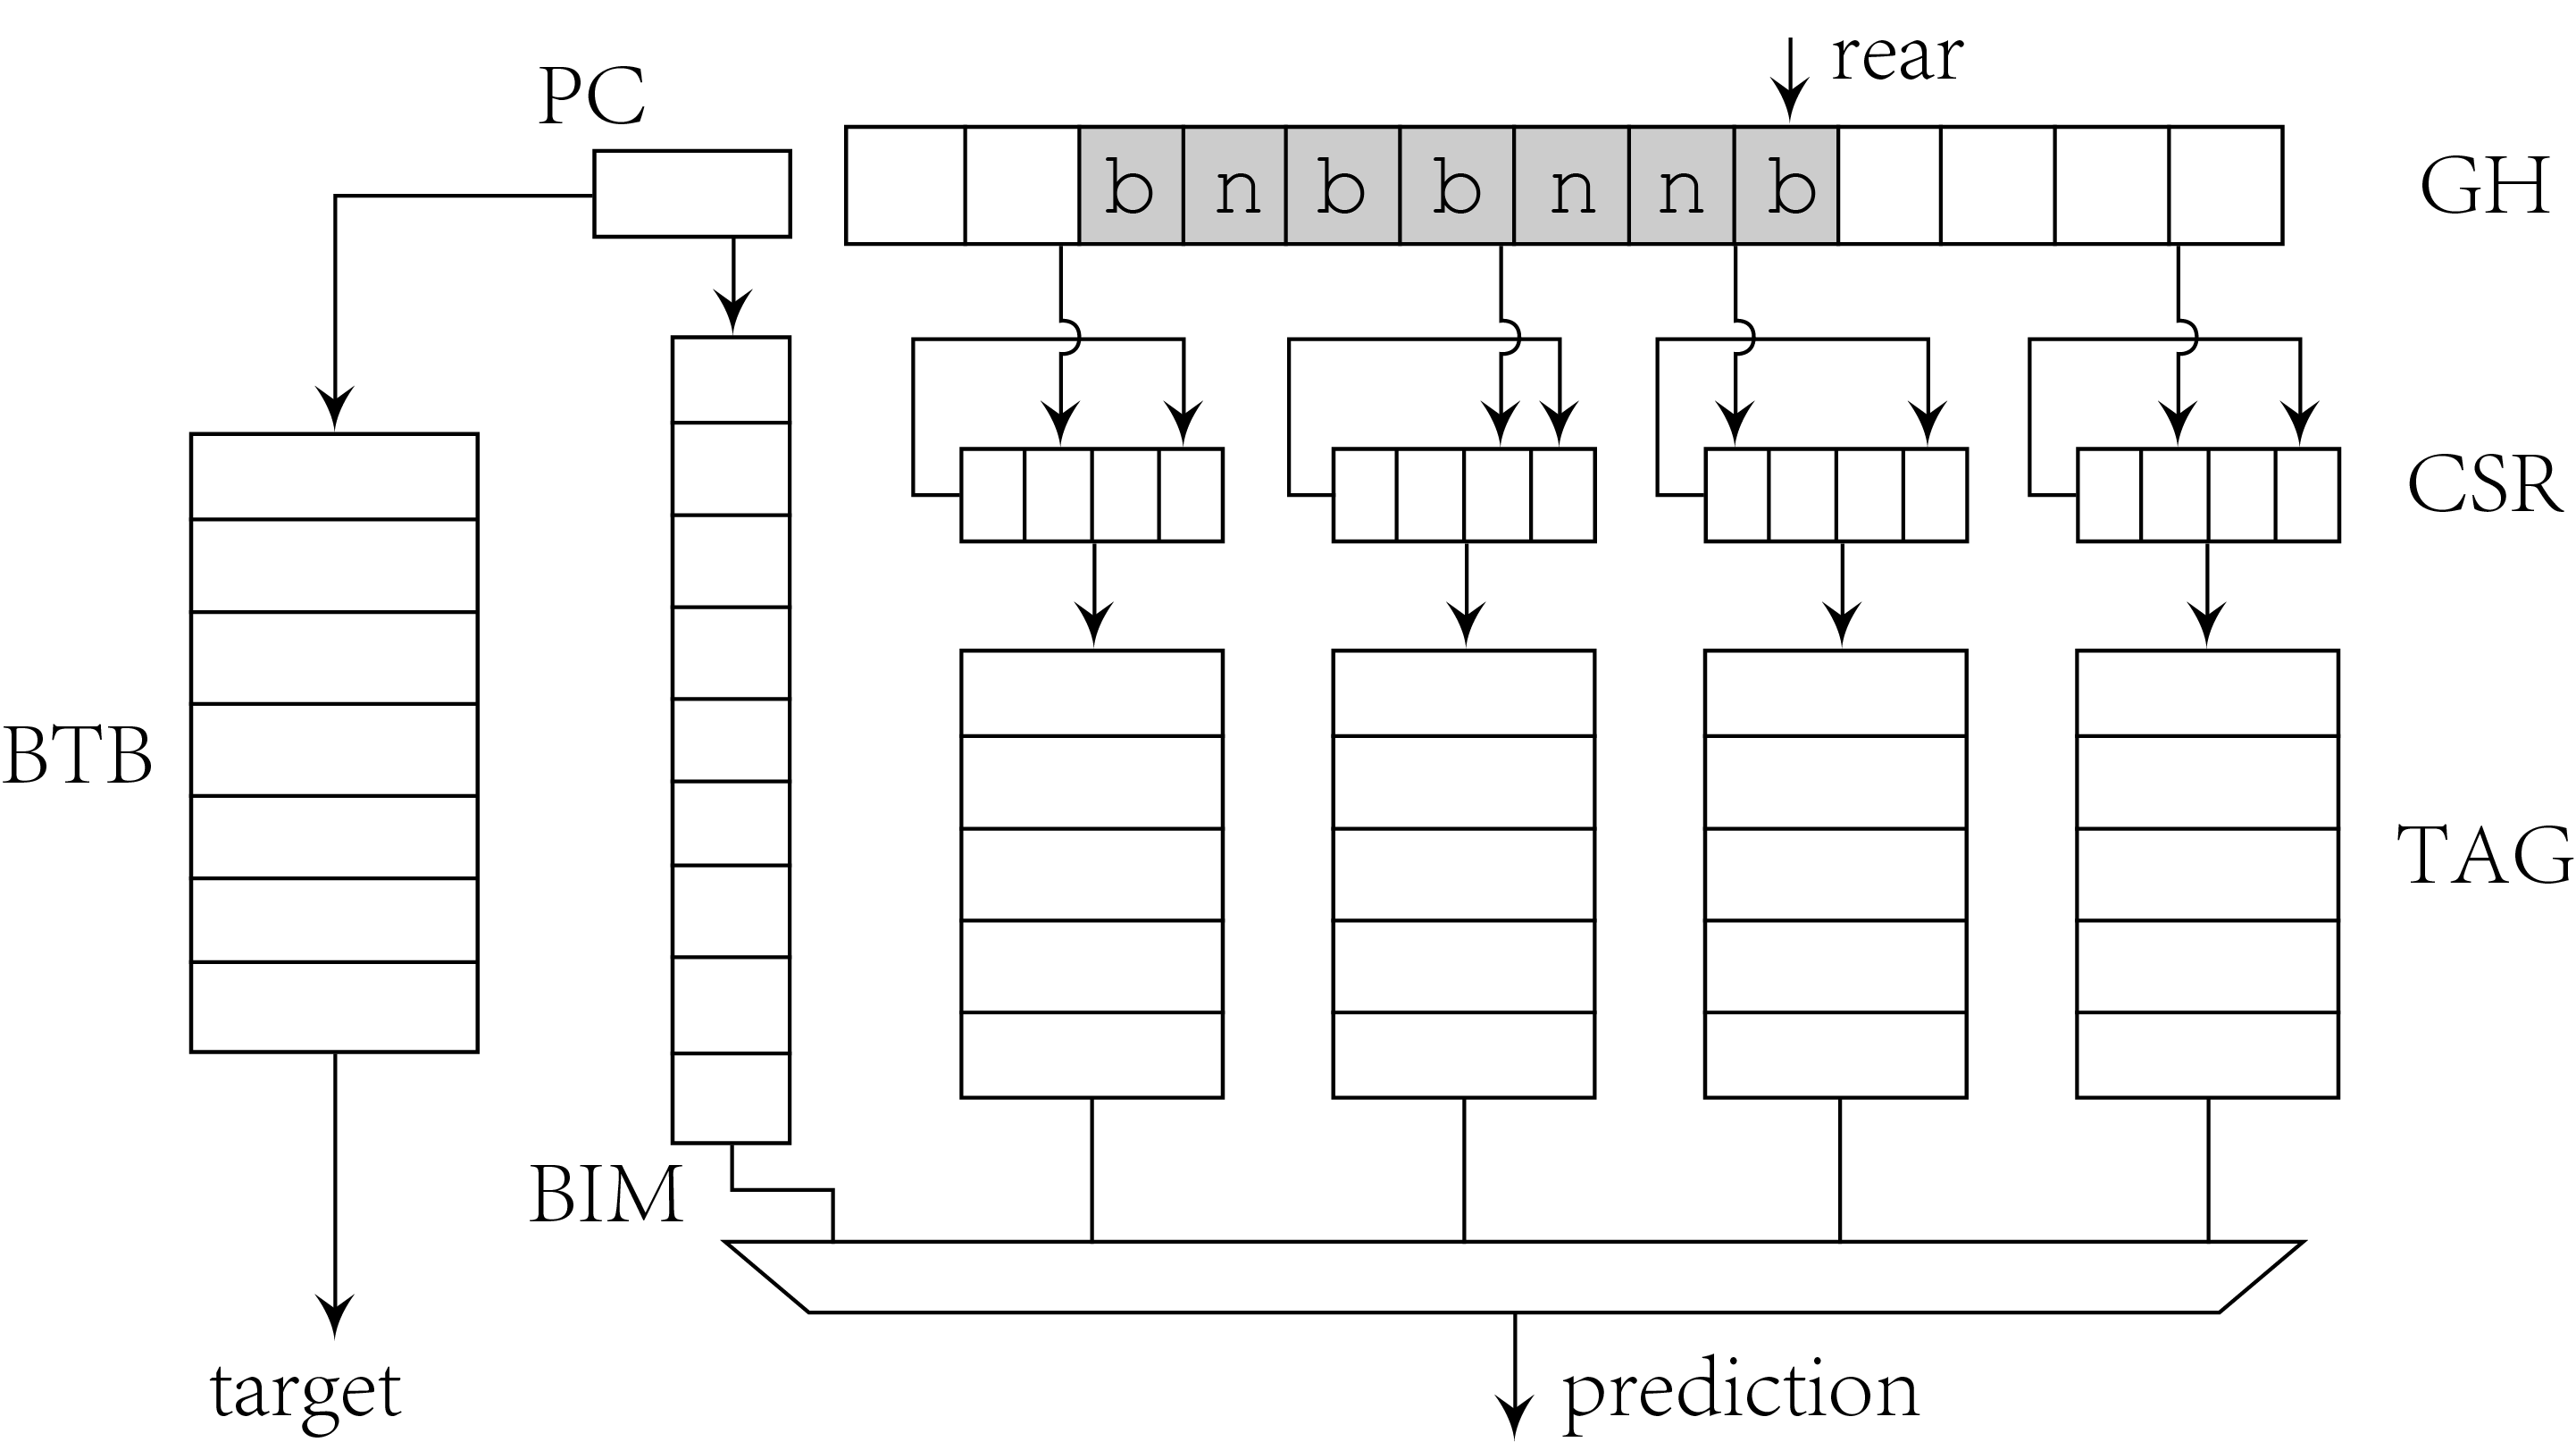 rear
PC
b n b b n n b
GH
CSR
BTB
TAG
BIM
target
prediction